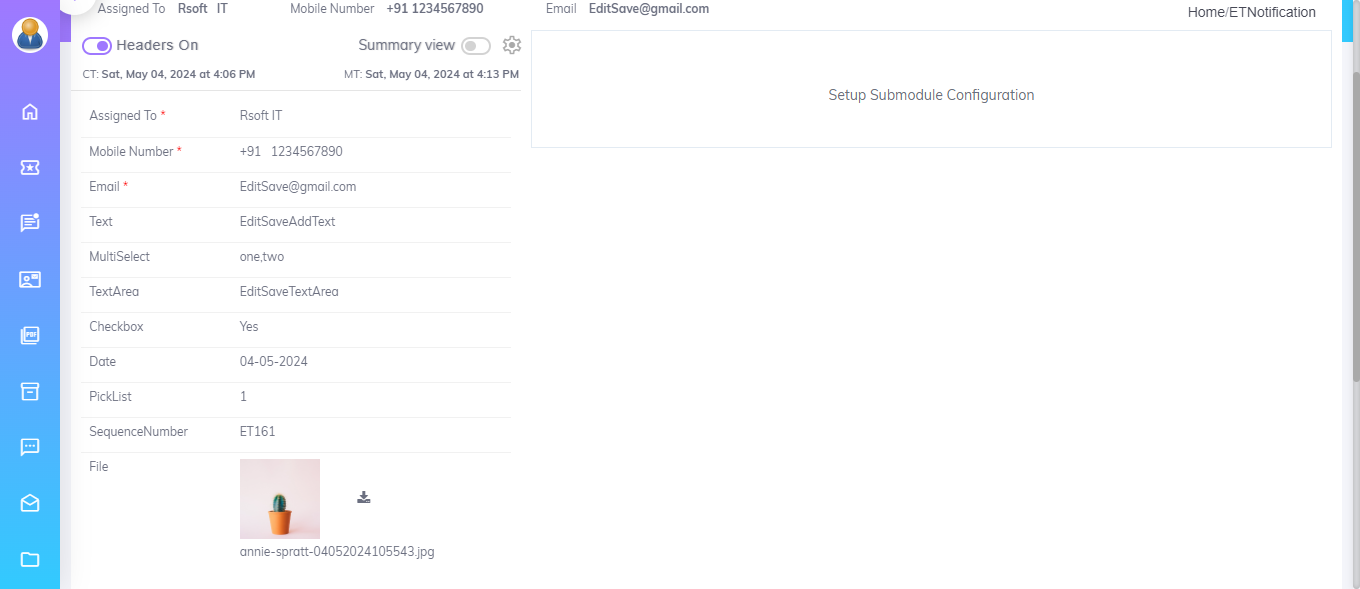 Assigned To Rsoft IT Mobile Number +91 1234567890 Email EditSave@gmail.com
Home/ETNotification
Headers On Summary view
CT: Sat, May 04, 2024 at 4:06 PM MT: Sat, May 04, 2024 at 4:13 PM
Setup Submodule Configuration
Assigned To * Rsoft IT
Mobile Number * +91 1234567890
Email * EditSave@gmail.com
Text EditSaveAddText
MultiSelect one,two
TextArea EditSaveTextArea
Checkbox Yes
Date 04-05-2024
PickList 1
SequenceNumber ET161
File
annie-spratt-04052024105543.jpg
PDF